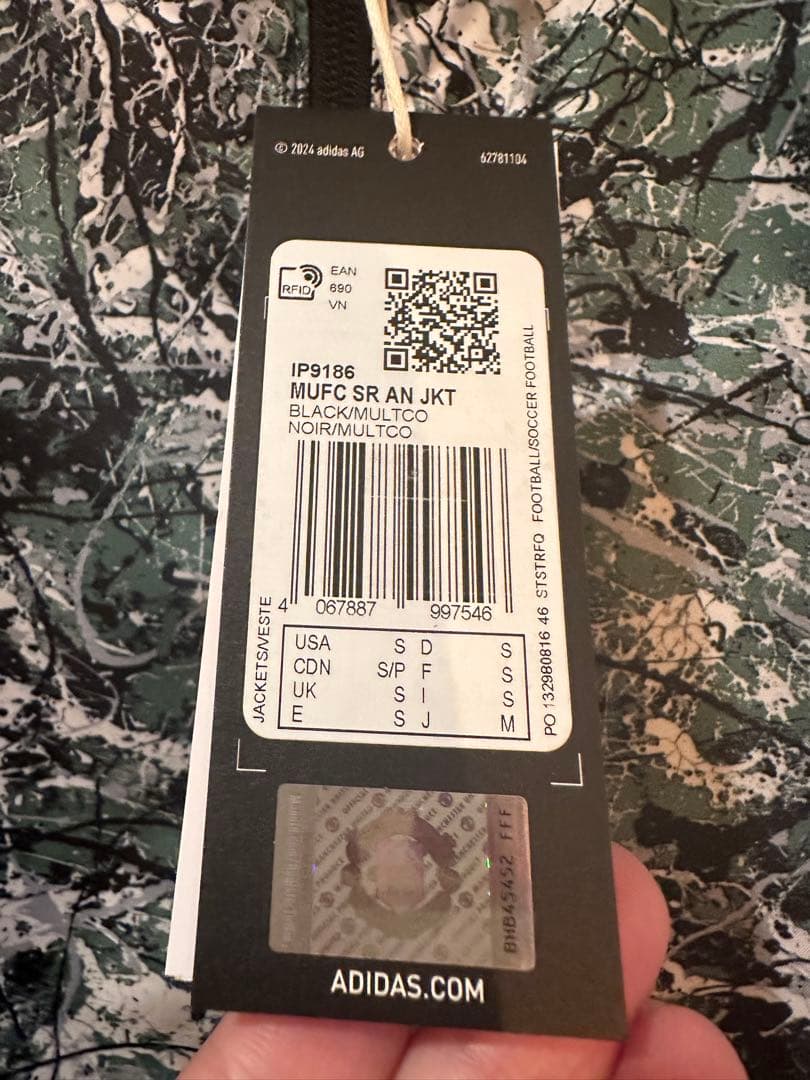 © 2024 adidas AG
62781104
RFID
EAN
690
VN
IP9186
MUFC SR AN JKT
BLACK/MULTCO
NOIR/MULTCO
4 067887 997546
USA S D S
CDN S/P F S
UK S I S
E S J M
JACKETS/VESTE
PO 132980816 46 STSTRFQ FOOTBALL/SOCCER FOOTBALL
BHB45452 FFF
ADIDAS.COM